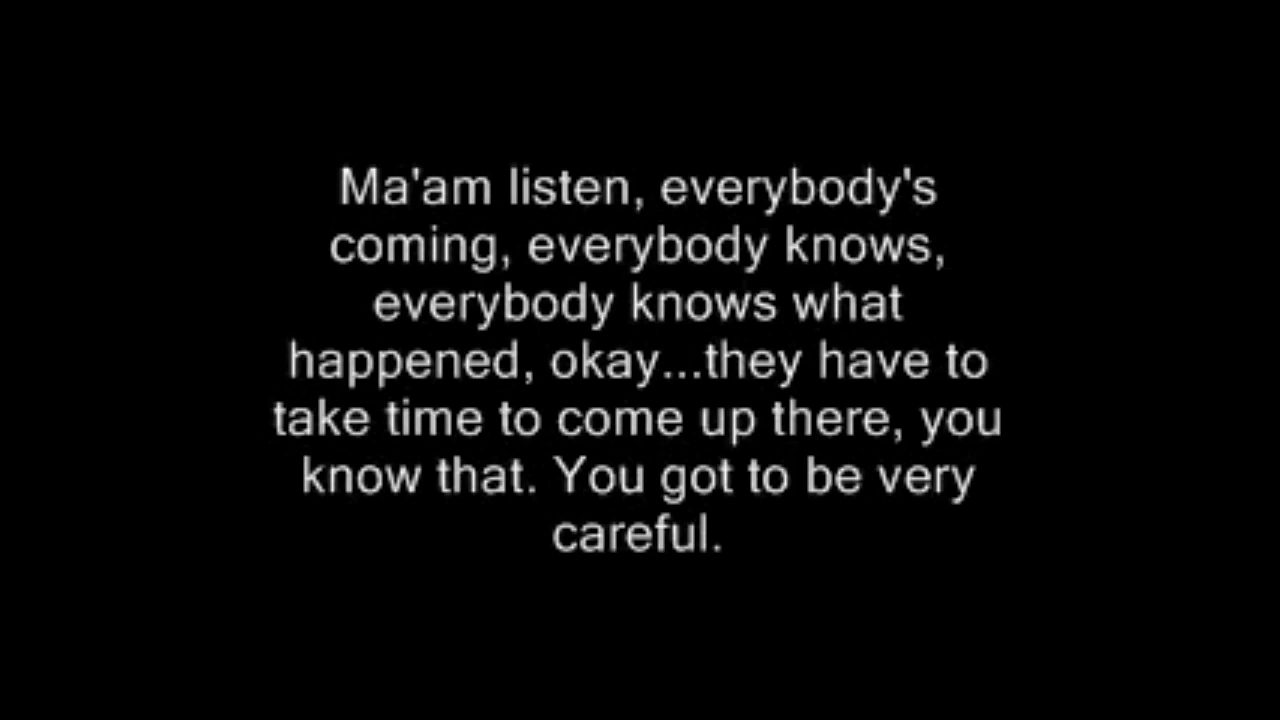 Ma'am listen, everybody's
coming, everybody knows,
everybody knows what
happened, okay...they have to
take time to come up there, you
know that. You got to be very
careful.